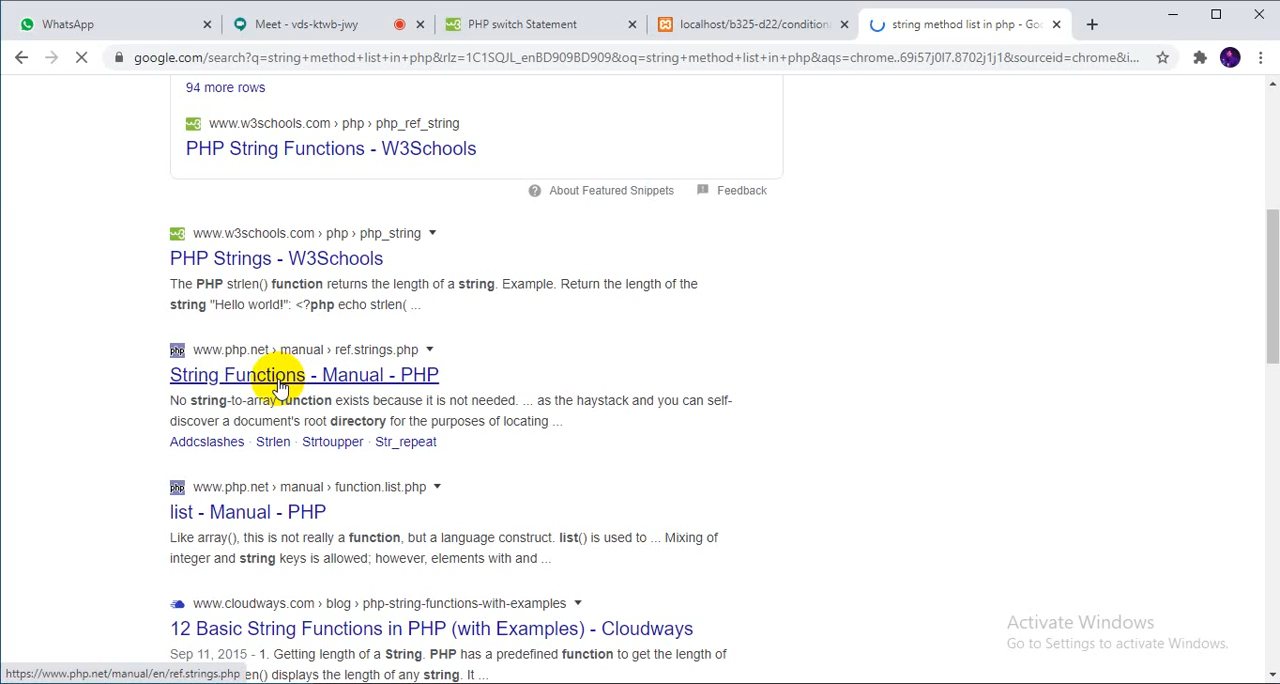 WhatsApp
Meet - vds-ktwb-jwy
PHP switch Statement
localhost/b325-d22/condition
string method list in php - Goo
google.com/search?q=string+method+list+in+php&rlz=1C1SQJL_enBD909BD909&oq=string+method+list+in+php&aqs=chrome..69i57j0l7.8702j1j1&sourceid=chrome&i...
94 more rows
www.w3schools.com › php › php_ref_string
PHP String Functions - W3Schools
About Featured Snippets
Feedback
www.w3schools.com › php › php_string
PHP Strings - W3Schools
The PHP strlen() function returns the length of a string. Example. Return the length of the
string "Hello world!": <?php echo strlen( ...
www.php.net › manual › ref.strings.php
String Functions - Manual - PHP
No string-to-array function exists because it is not needed. ... as the haystack and you can self-
discover a document's root directory for the purposes of locating ...
Addcslashes · Strlen · Strtoupper · Str_repeat
www.php.net › manual › function.list.php
list - Manual - PHP
Like array(), this is not really a function, but a language construct. list() is used to ... Mixing of
integer and string keys is allowed; however, elements with and ...
www.cloudways.com › blog › php-string-functions-with-examples
12 Basic String Functions in PHP (with Examples) - Cloudways
Sep 11, 2015 - 1. Getting length of a String. PHP has a predefined function to get the length of
en() displays the length of any string. It ...
https://www.php.net/manual/en/ref.strings.php
Activate Windows
Go to Settings to activate Windows.